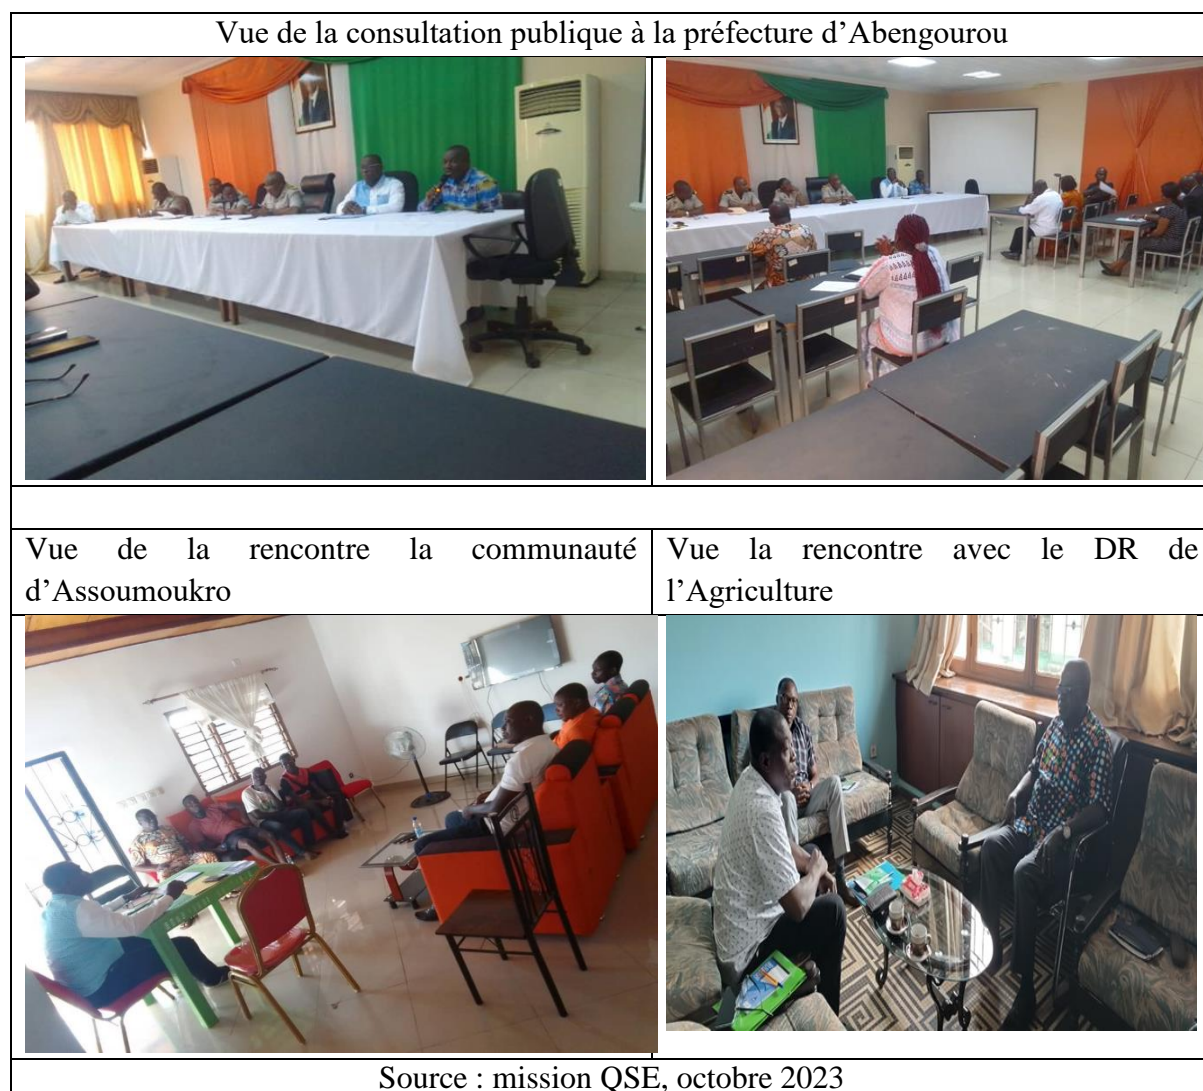 Vue de la consultation publique à la préfecture d’Abengourou
Vue de la rencontre la communauté
d’Assoumoukro
Vue la rencontre avec le DR de
l’Agriculture
Source : mission QSE, octobre 2023